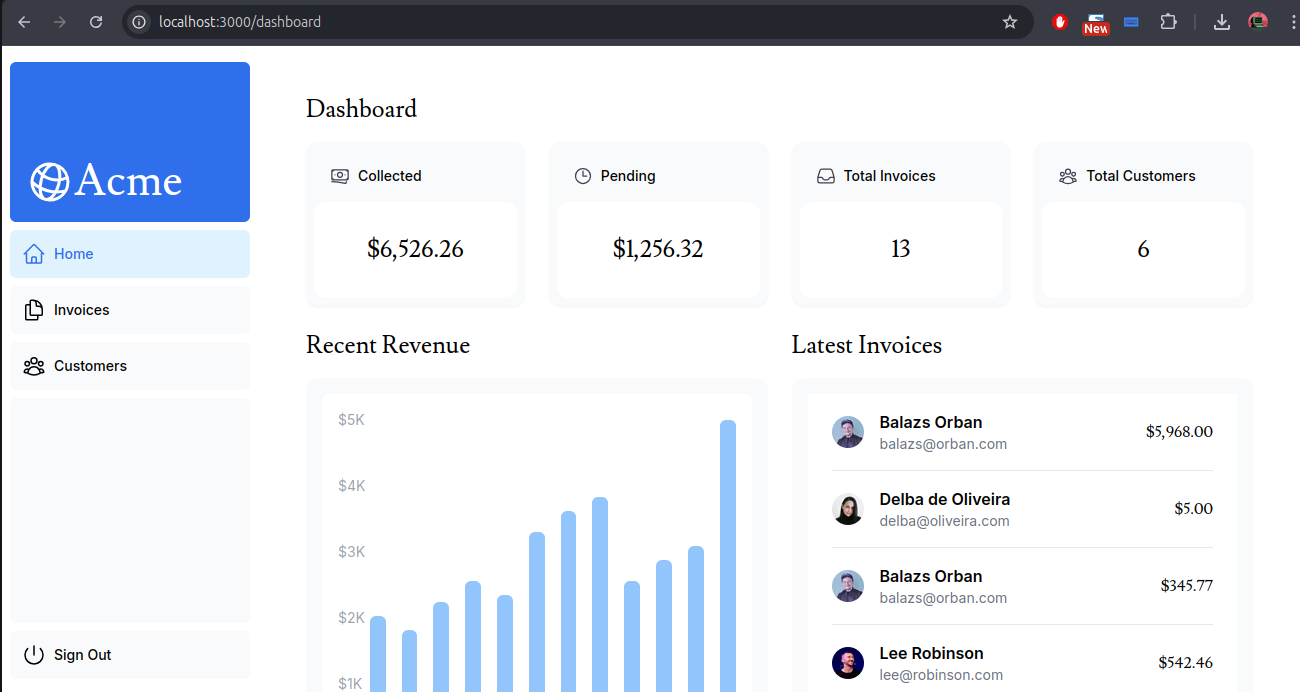 localhost:3000/dashboard
New
Acme
Home
Invoices
Customers
Sign Out
Dashboard
Collected
$6,526.26
Pending
$1,256.32
Total Invoices
13
Total Customers
6
Recent Revenue
$5K
$4K
$3K
$2K
$1K
Latest Invoices
Balazs Orban
balazs@orban.com
$5,968.00
Delba de Oliveira
delba@oliveira.com
$5.00
Balazs Orban
balazs@orban.com
$345.77
Lee Robinson
lee@robinson.com
$542.46